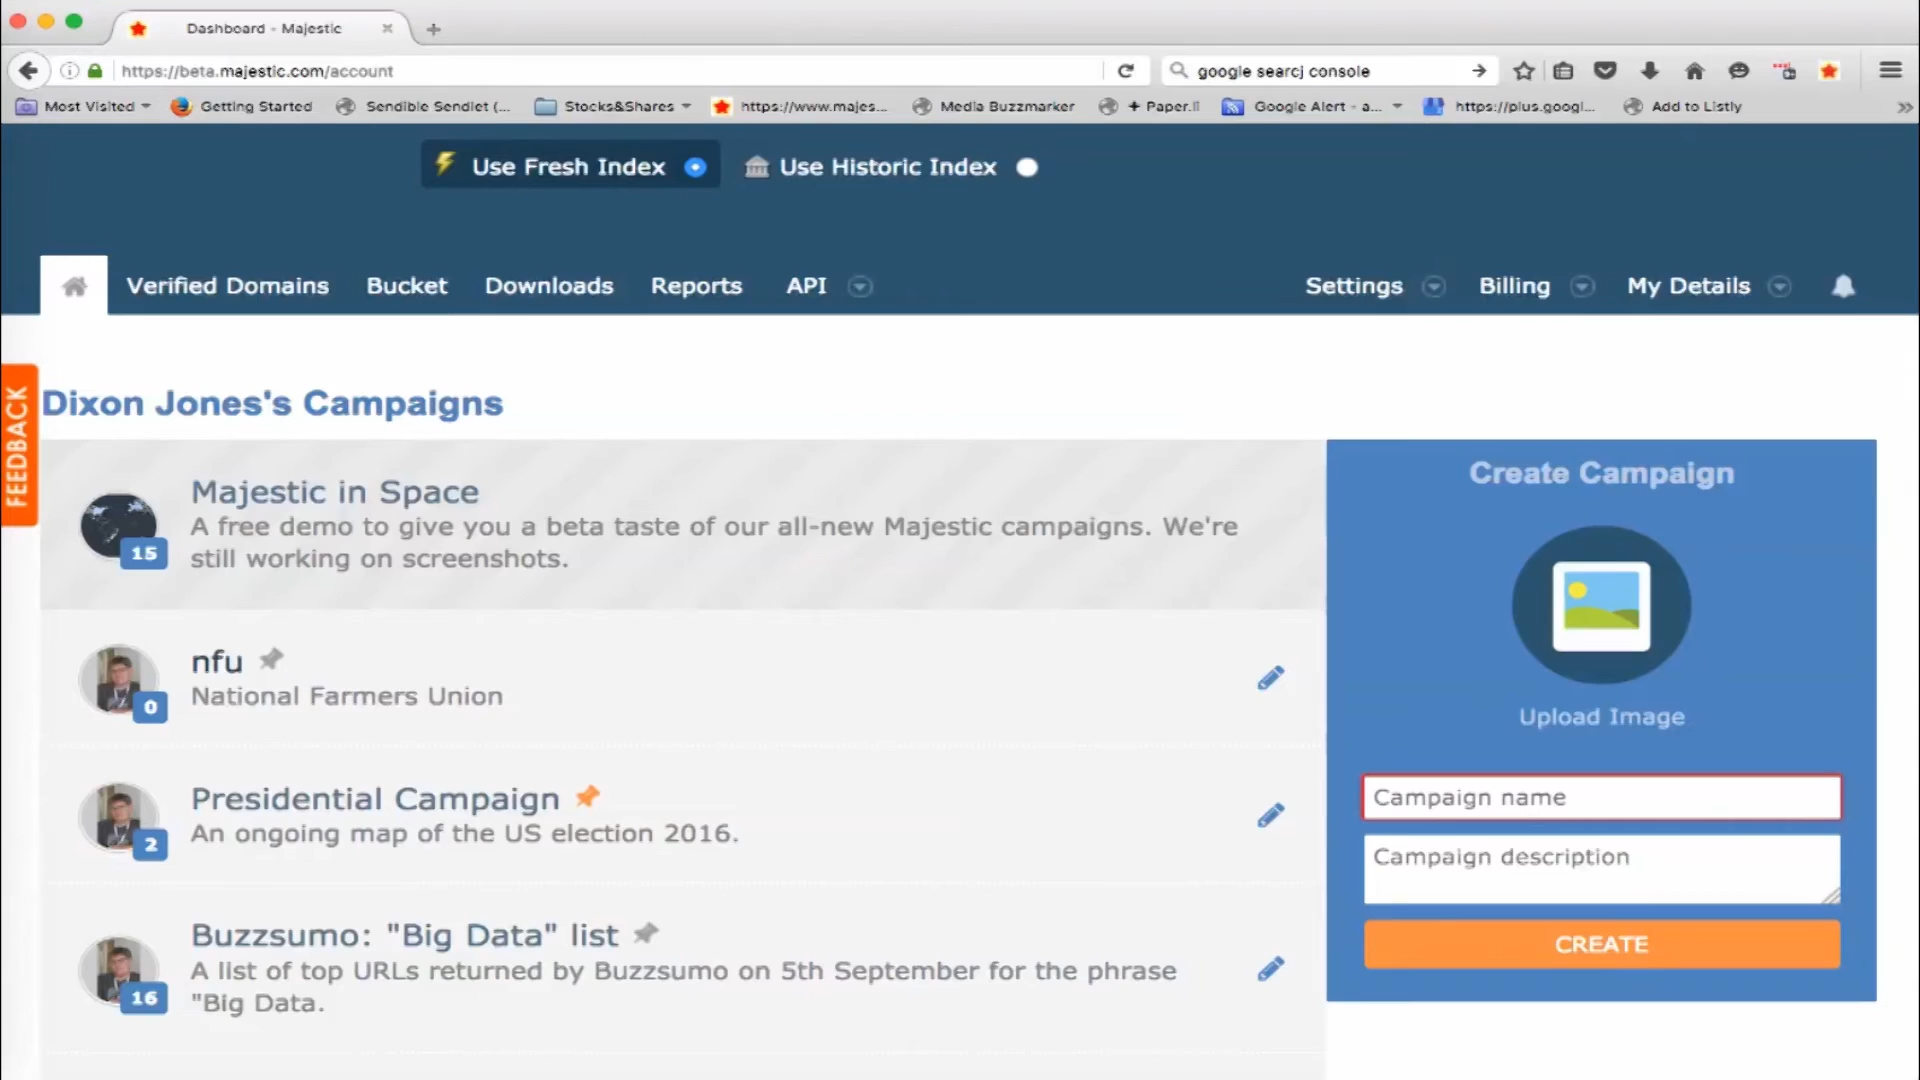 Dashboard - Majestic
https://beta.majestic.com/account
google searcj console
Most Visited
Getting Started
Sendible Sendlet (...
Stocks&Shares
https://www.majes...
Media Buzzmarker
+ Paper.li
Google Alert - a...
https://plus.googl...
Add to Listly
Use Fresh Index
Use Historic Index
Verified Domains
Bucket
Downloads
Reports
API
Settings
Billing
My Details
FEEDBACK
Dixon Jones's Campaigns
Majestic in Space
A free demo to give you a beta taste of our all-new Majestic campaigns. We're
still working on screenshots.
15
nfu
National Farmers Union
0
Presidential Campaign
An ongoing map of the US election 2016.
2
Buzzsumo: "Big Data" list
A list of top URLs returned by Buzzsumo on 5th September for the phrase
"Big Data.
16
Create Campaign
Upload Image
Campaign name
Campaign description
CREATE